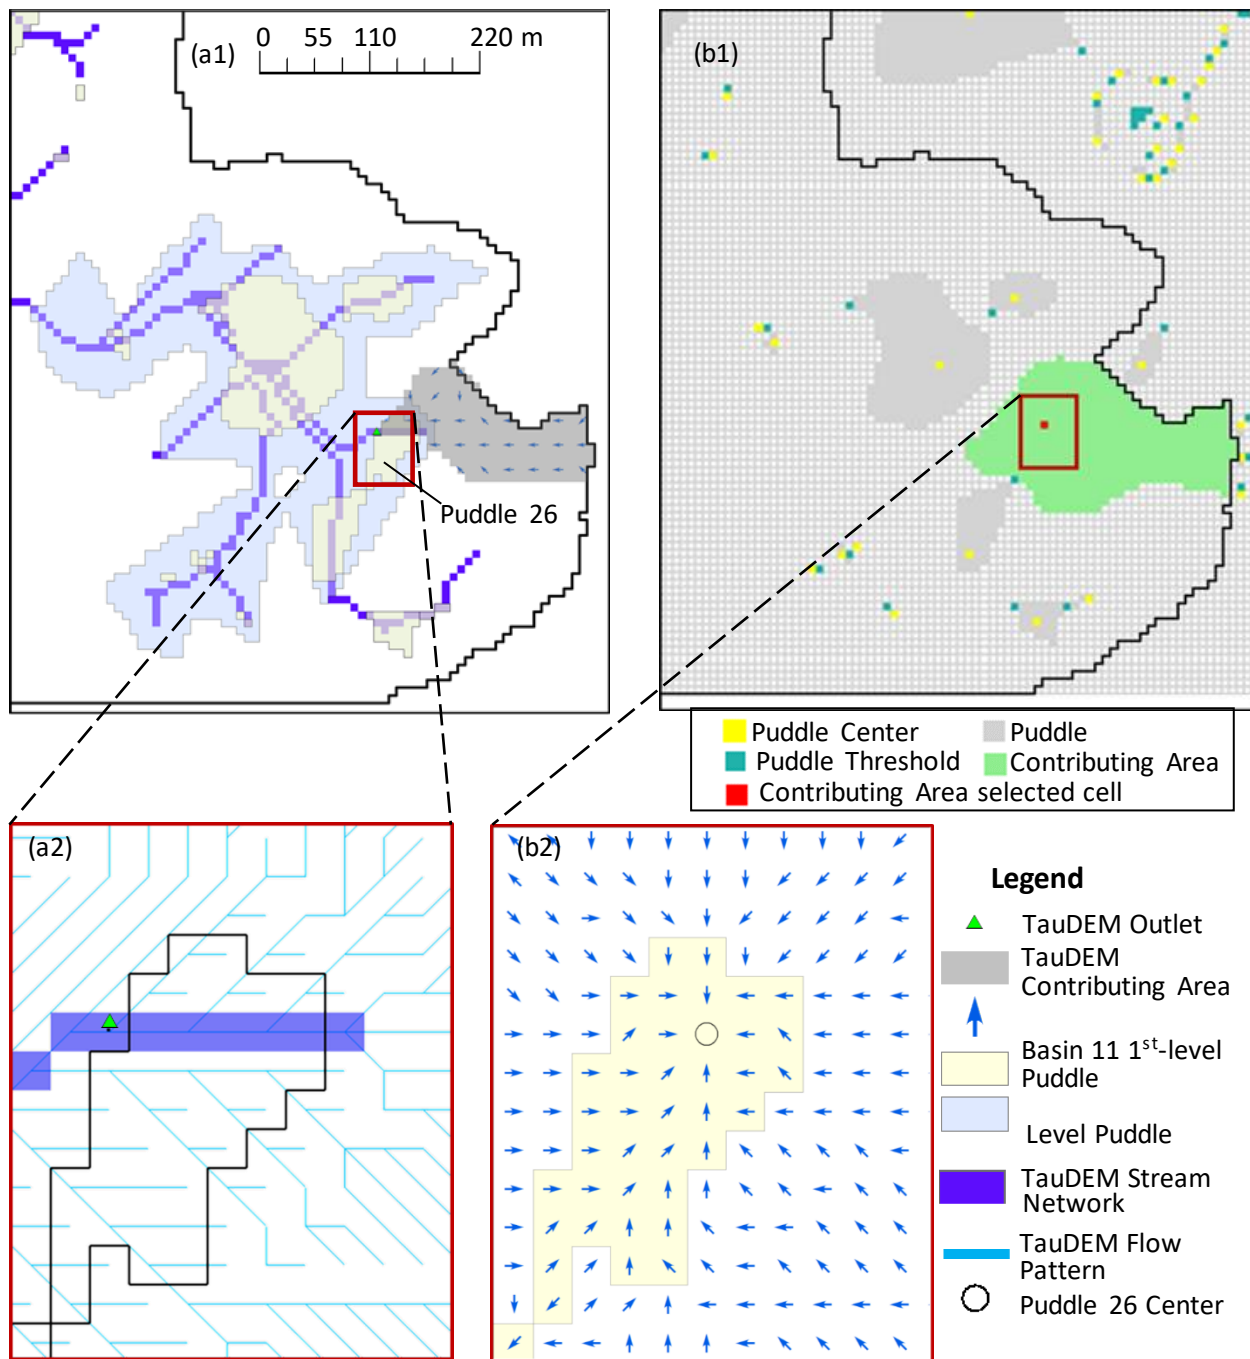 (a1)
0 55 110 220 m
Puddle 26
(b1)
Puddle Center
Puddle
Puddle Threshold
Contributing Area
Contributing Area selected cell
(a2)
(b2)
Legend
TauDEM Outlet
TauDEM
Contributing Area
Basin 11 1st-level
Puddle
Level Puddle
TauDEM Stream
Network
TauDEM Flow
Pattern
Puddle 26 Center